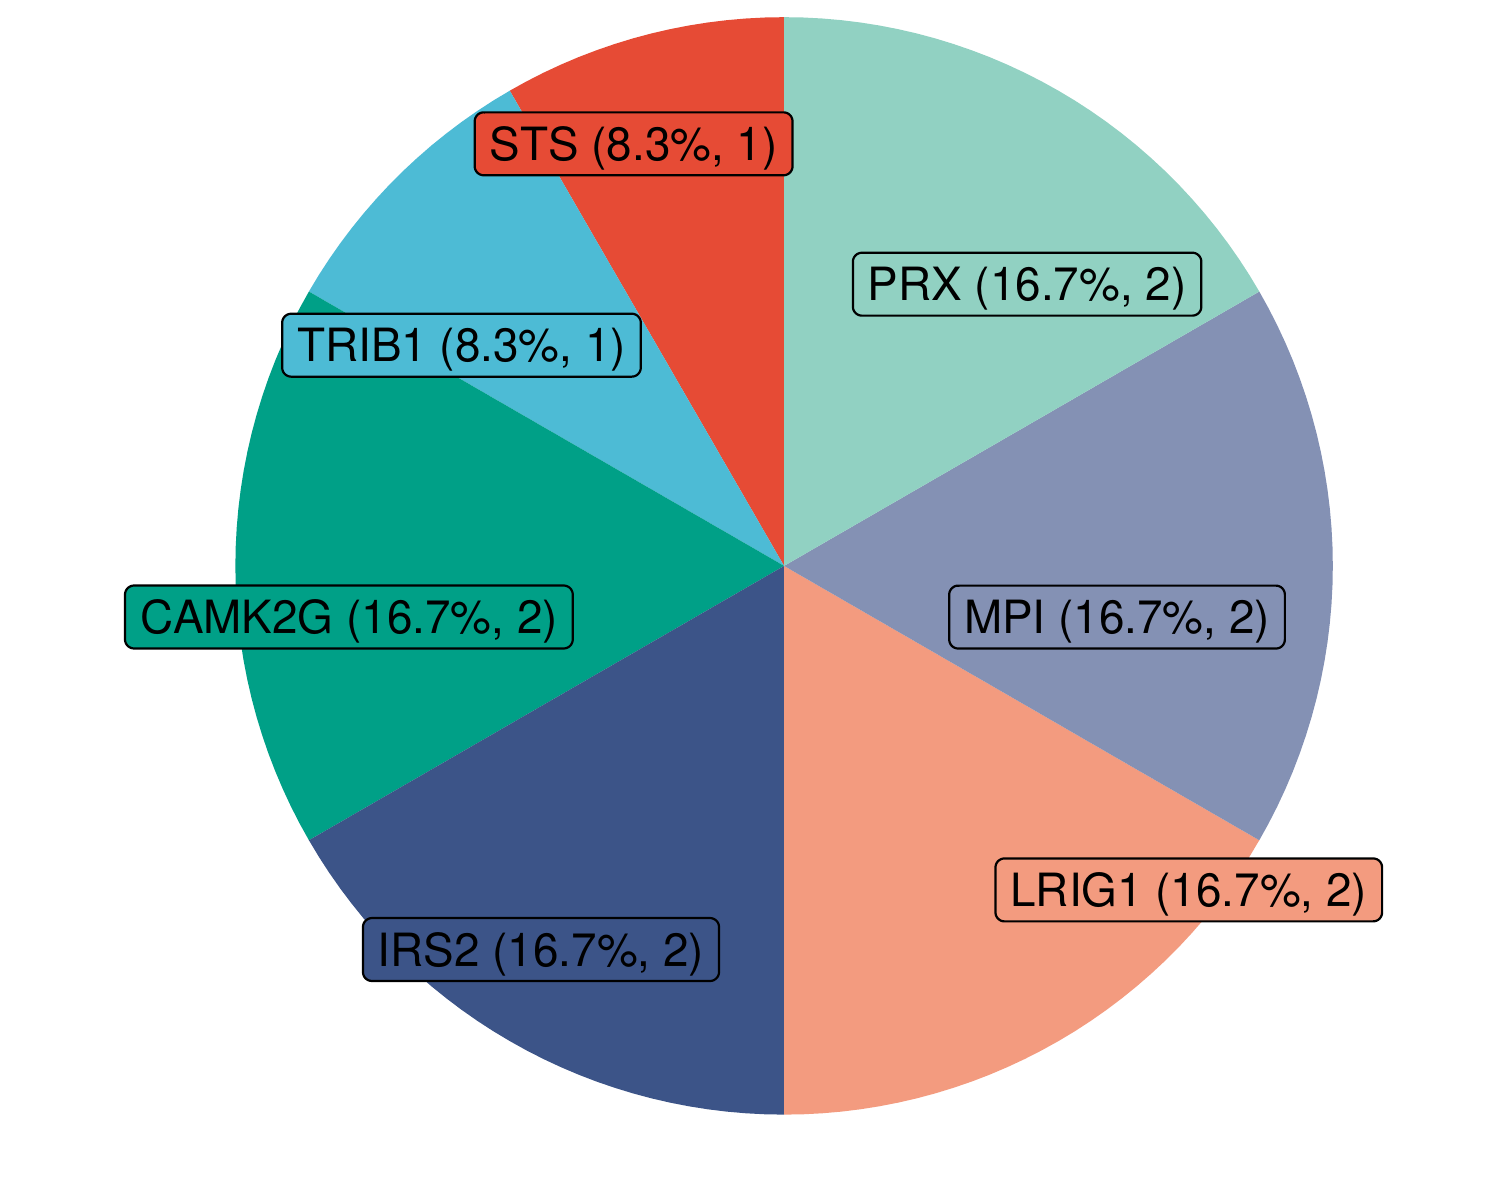 STS (8.3%, 1)
PRX (16.7%, 2)
TRIB1 (8.3%, 1)
CAMK2G (16.7%, 2)
MPI (16.7%, 2)
LRIG1 (16.7%, 2)
IRS2 (16.7%, 2)